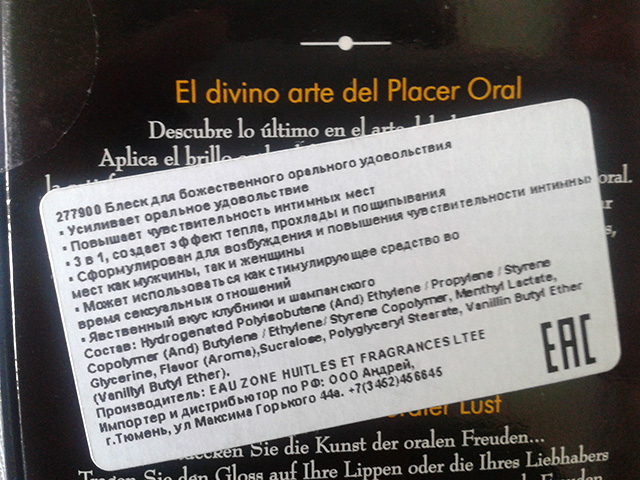 El divino arte del Placer Oral
Descubre lo último en el arte del
Aplica el brillo
oral.
277900 Блеск для божественного орального удовольствия
• Усиливает оральное удовольствие
• Повышает чувствительность интимных мест
• 3 в 1, создает эффект тепла, прохлады и пощипывания
• Сформулирован для возбуждения и повышения чувствительности интимных
мест как мужчины, так и женщины
• Может использоваться как стимулирующее средство во
время сексуальных отношений
• Явственный вкус клубники и шампанского
Состав: Hydrogenated Polyisobutene (And) Ethylene / Propylene / Styrene
Copolymer (And) Butylene / Ethylene/ Styrene Copolymer, Menthyl Lactate,
Glycerine, Flavor (Aroma),Sucralose, Polyglyceryl Stearate, Vanillin Butyl Ether
(Vanillyl Butyl Ether).
Производитель: EAU ZONE HUITLES ET FRAGRANCES LTEE
Импортер и дистрибьютор по РФ: ООО Андрей,
г.Тюмень, ул Максима Горького 44а. +7(3452)456645
EAC
Lust
Sie die Kunst der oralen Freuden...
Tragen Sie den Gloss auf Ihre Lippen oder die Ihres Liebhabers